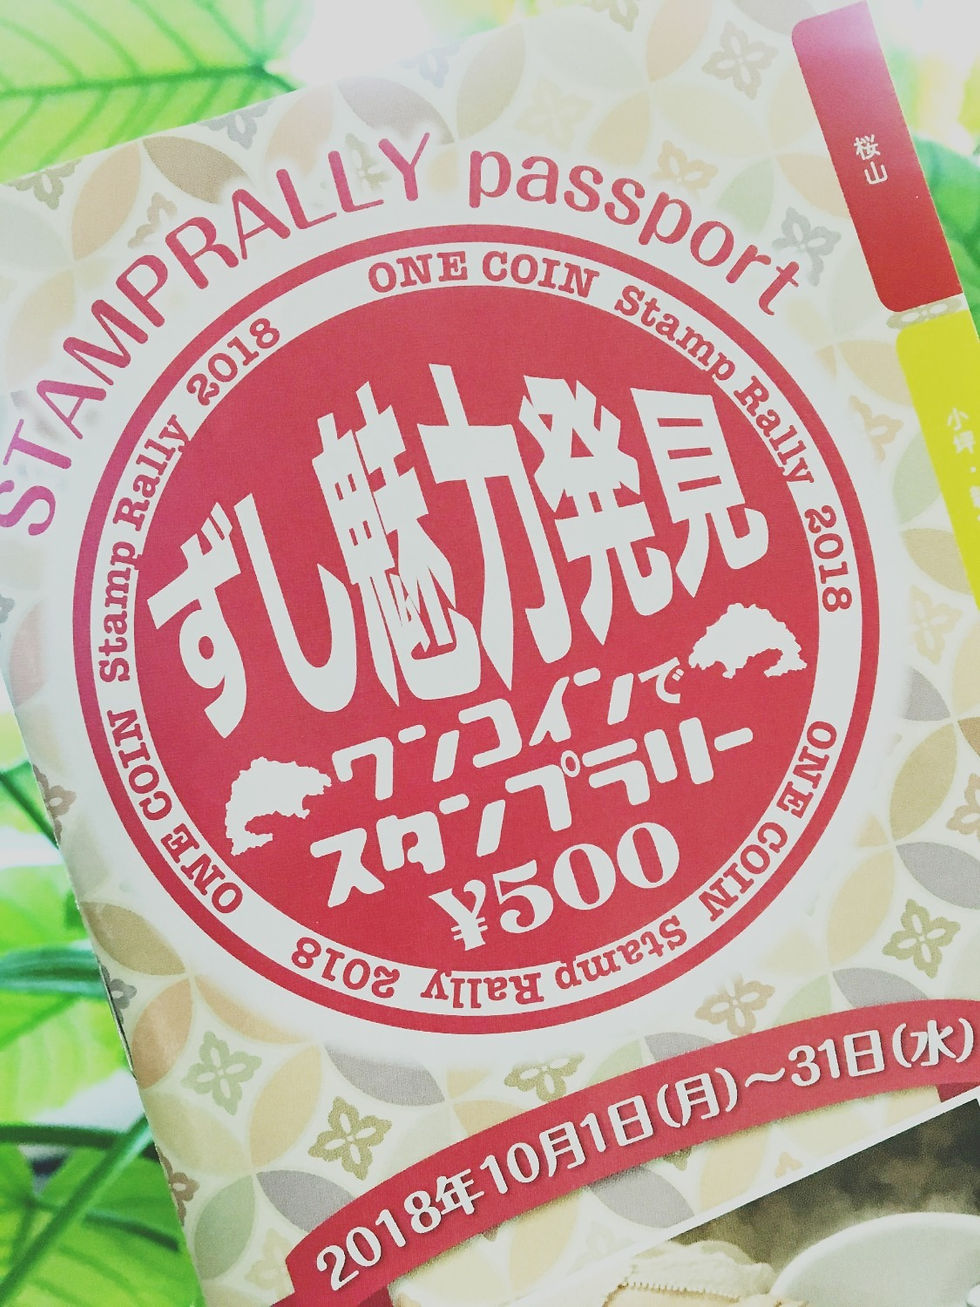 STAMPRALLY passport
ONE COIN Stamp Rally 2018
ONE COIN Stamp Rally 2018
ONE COIN Stamp Rally 2018
ずし魅力発見
ワンコインで
スタンプラリー
¥500
2018年10月1日(月)～31日(水)
桜山
小坪・